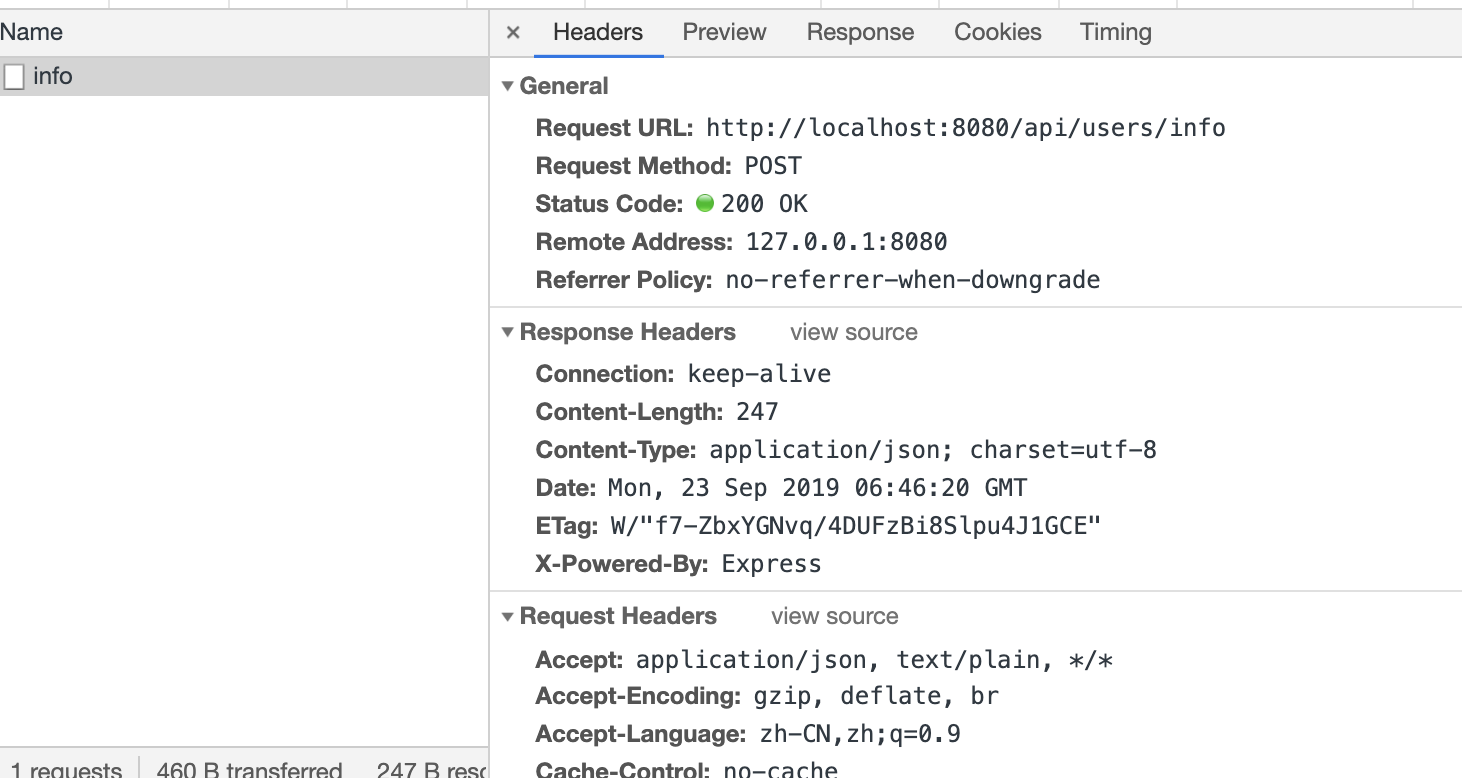 Name
× Headers Preview Response Cookies Timing
info
▼ General
Request URL: http://localhost:8080/api/users/info
Request Method: POST
Status Code: 200 OK
Remote Address: 127.0.0.1:8080
Referrer Policy: no-referrer-when-downgrade
▼ Response Headers view source
Connection: keep-alive
Content-Length: 247
Content-Type: application/json; charset=utf-8
Date: Mon, 23 Sep 2019 06:46:20 GMT
ETag: W/"f7-ZbxYGNvq/4DUFzBi8Slpu4J1GCE"
X-Powered-By: Express
▼ Request Headers view source
Accept: application/json, text/plain, */*
Accept-Encoding: gzip, deflate, br
Accept-Language: zh-CN,zh;q=0.9
Cache-Control: no-cache
1 requests 460 B transferred 247 B